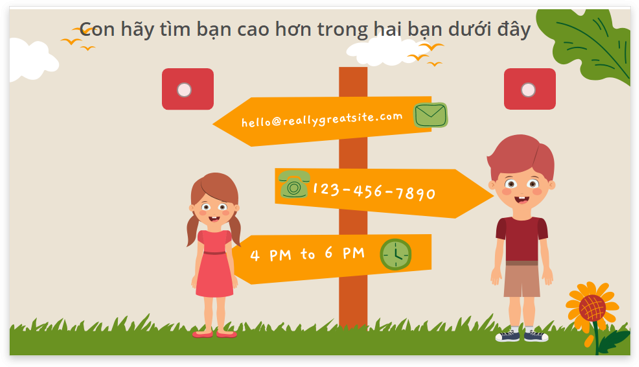 Con hãy tìm bạn cao hơn trong hai bạn dưới đây
hello@reallygreatsite.com
123-456-7890
4 PM to 6 PM